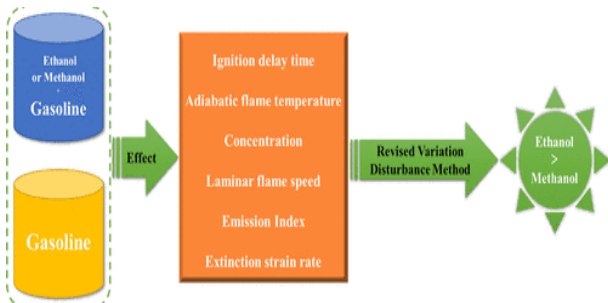 Ethanol
or Methanol
+
Gasoline
Gasoline
Effect
Ignition delay time
Adiabatic flame temperature
Concentration
Laminar flame speed
Emission Index
Extinction strain rate
Revised Variation
Disturbance Method
Ethanol
>
Methanol